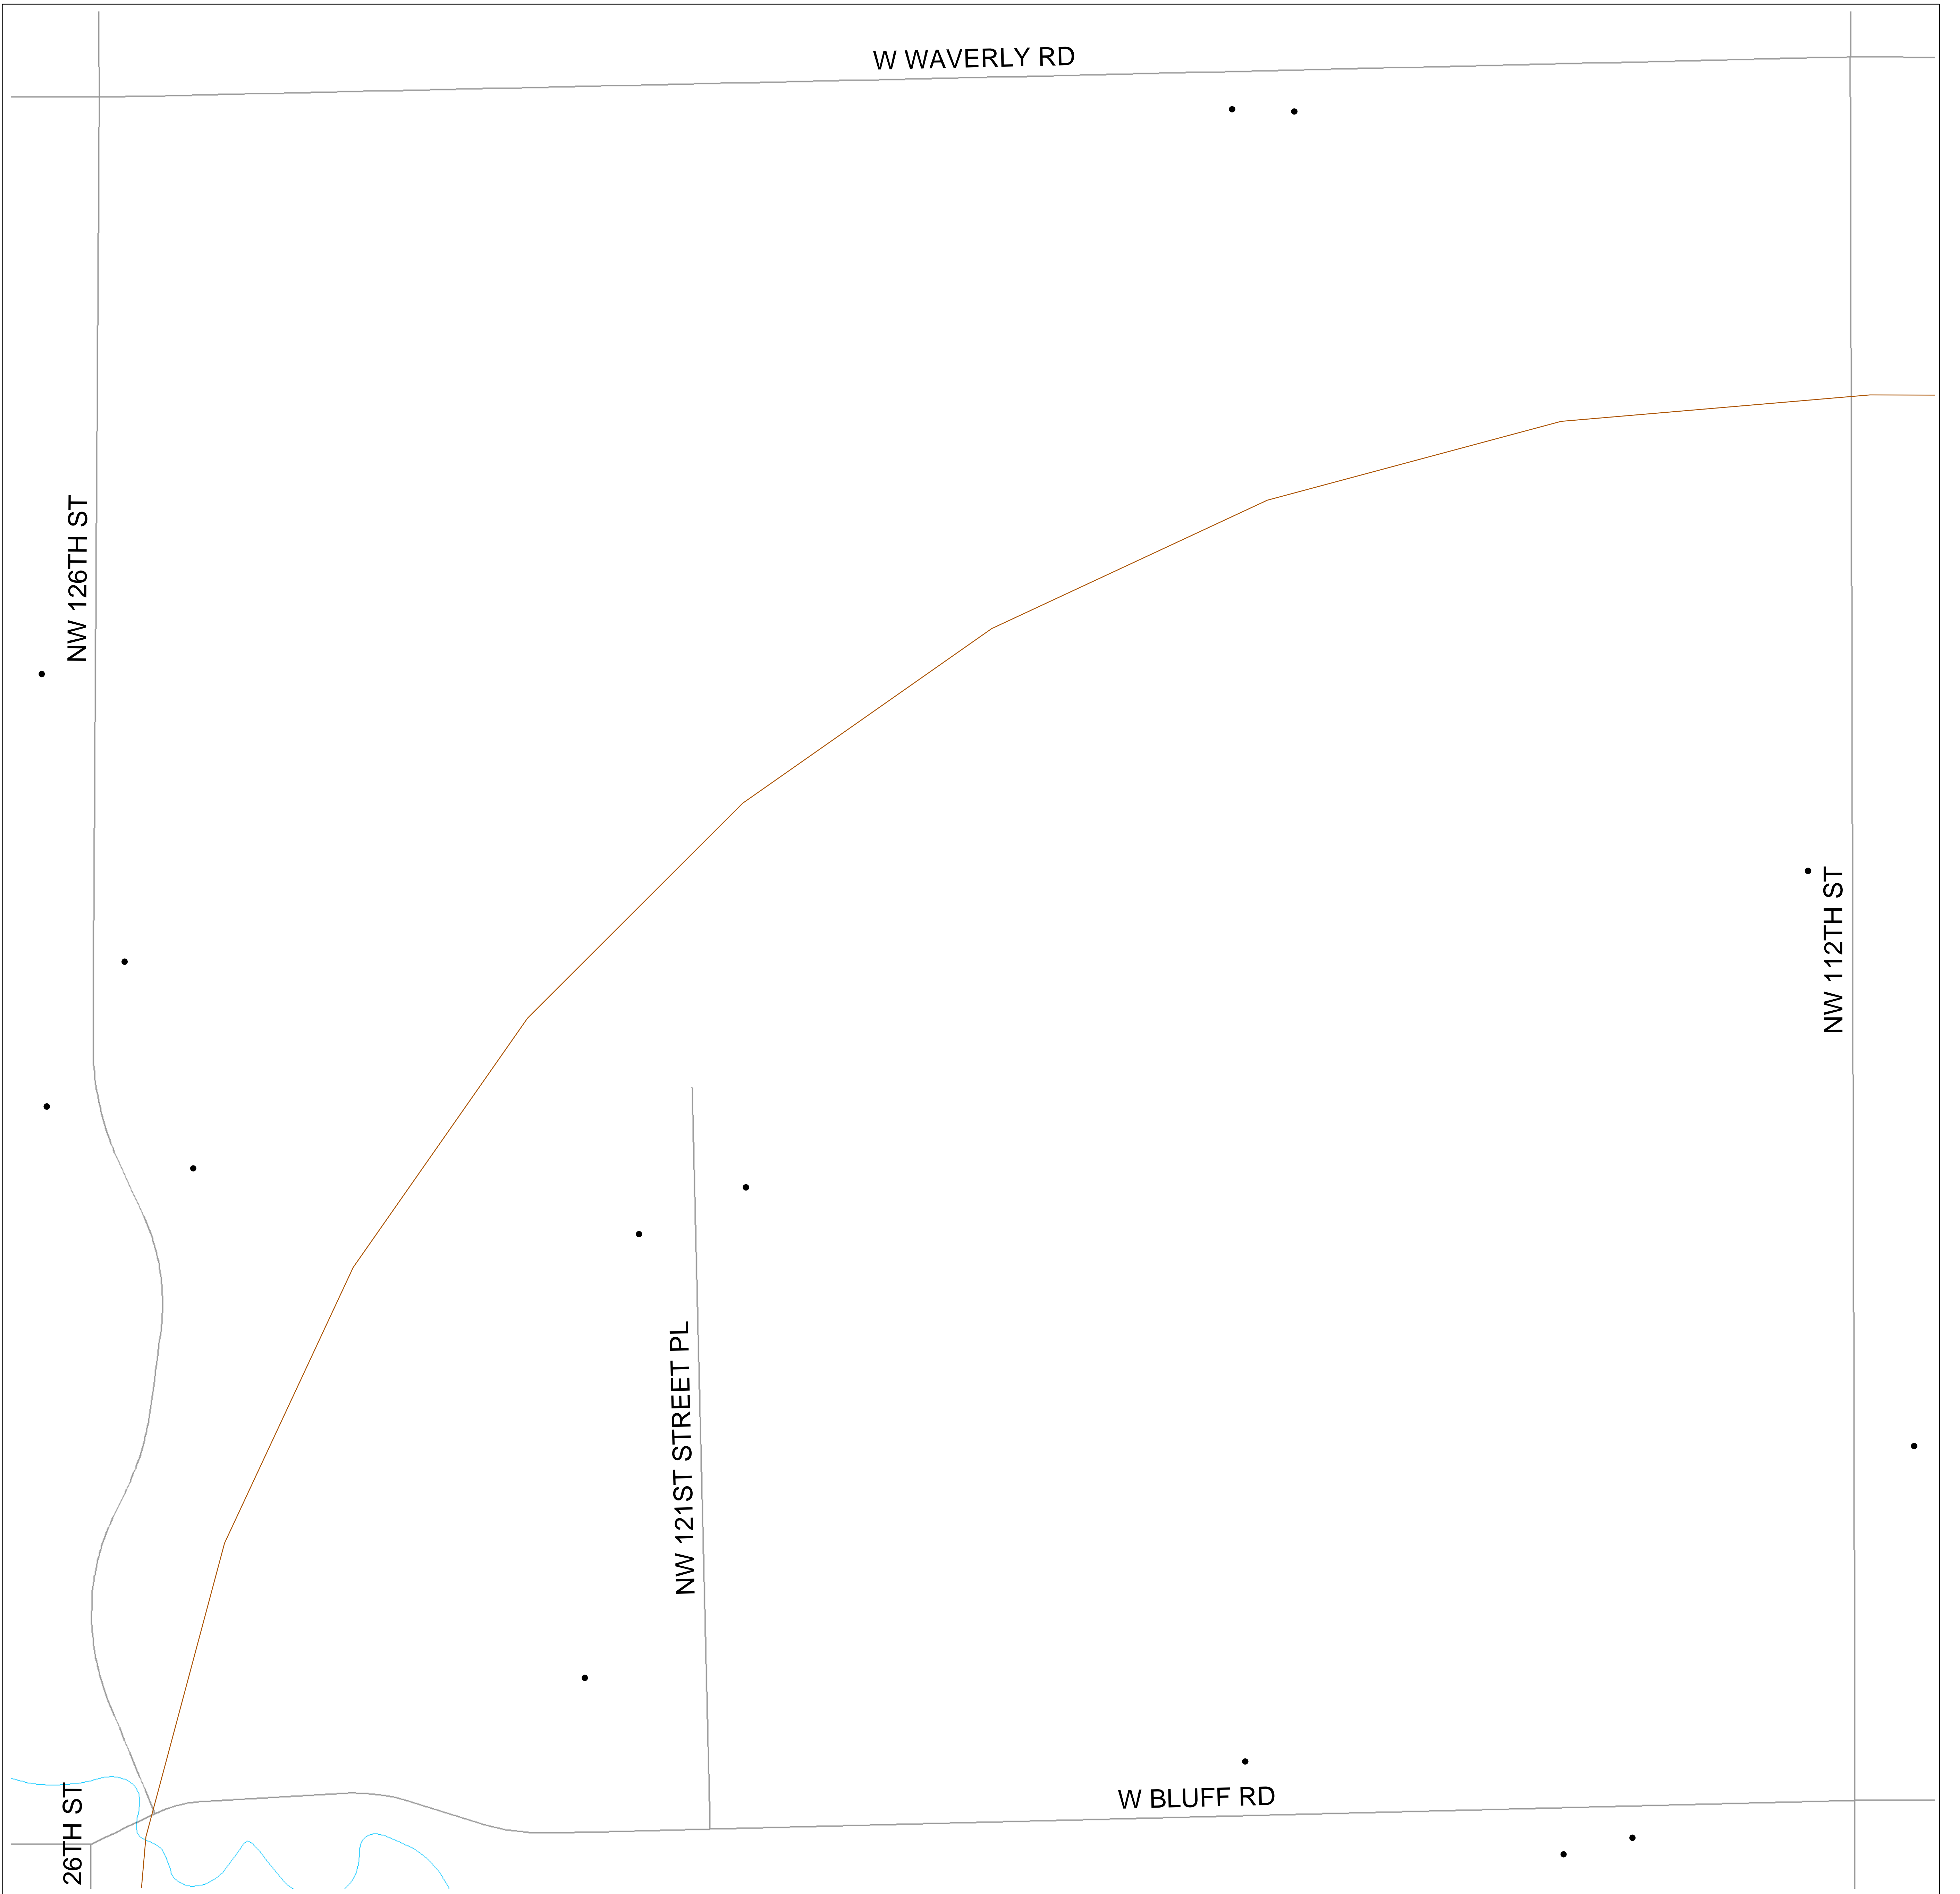 W WAVERLY RD
NW 126TH ST
NW 112TH ST
NW 121ST STREET PL
W BLUFF RD
26TH ST